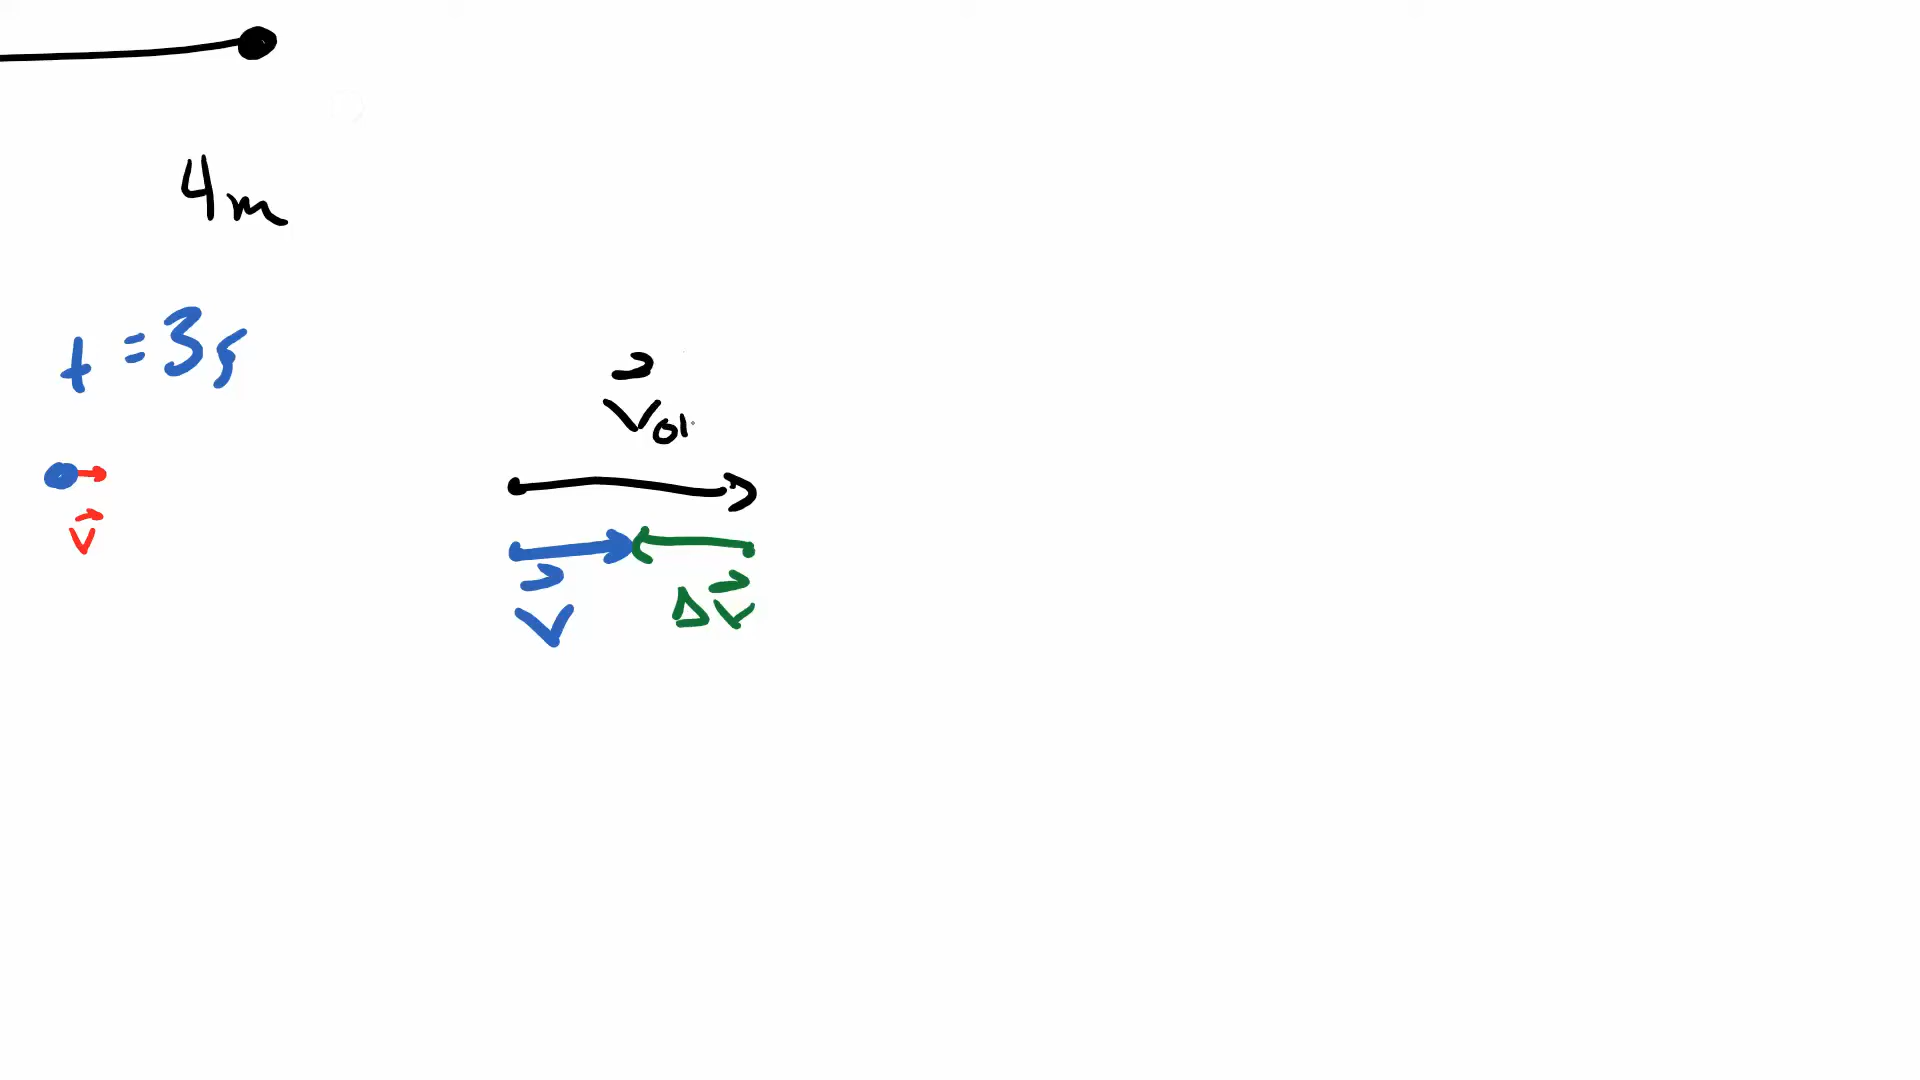 4m
t = 3s
V⃗₀₁
v⃗
V⃗
ΔV⃗